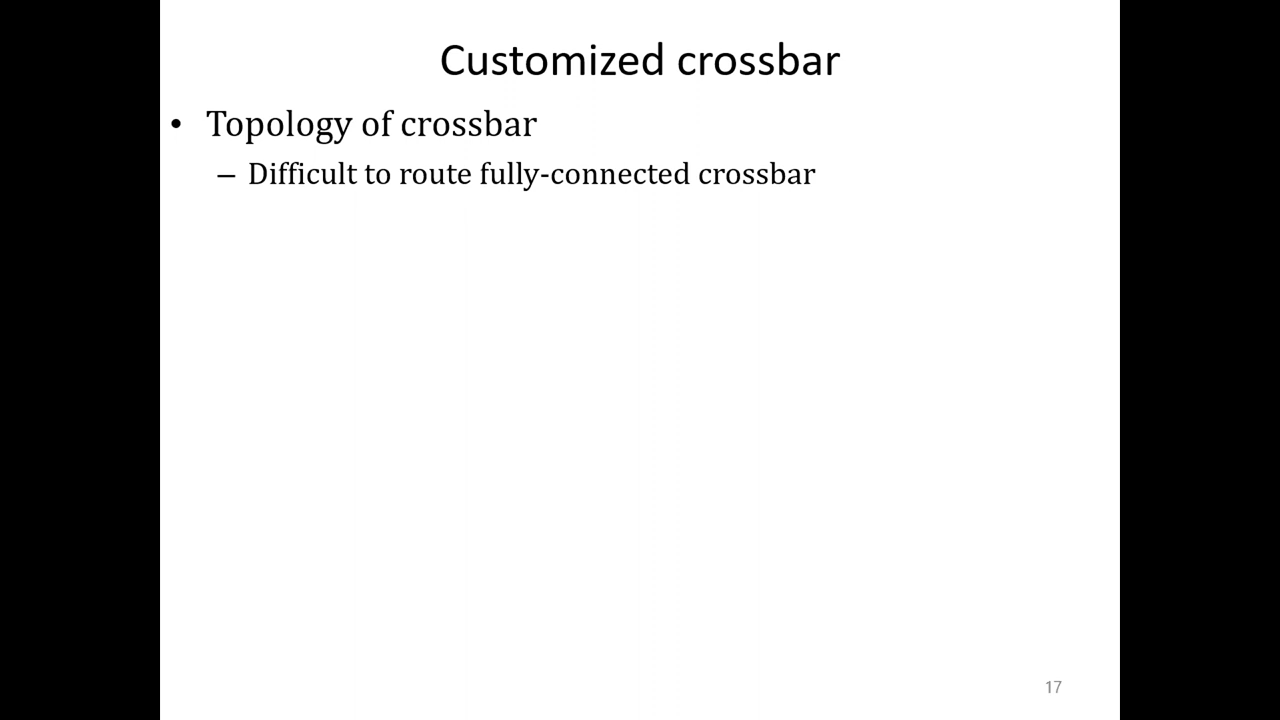 Customized crossbar
• Topology of crossbar
– Difficult to route fully-connected crossbar
17